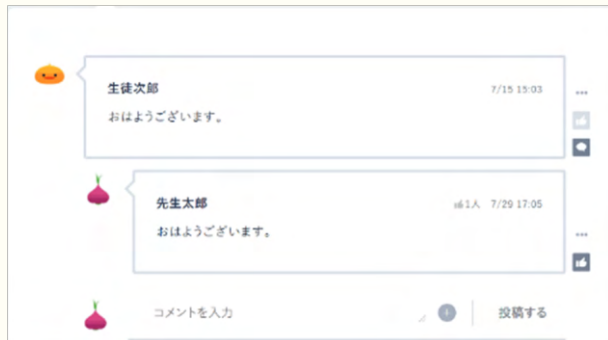 生徒次郎 7/15 15:03
おはようございます。
先生太郎 1人 7/29 17:05
おはようございます。
コメントを入力 投稿する